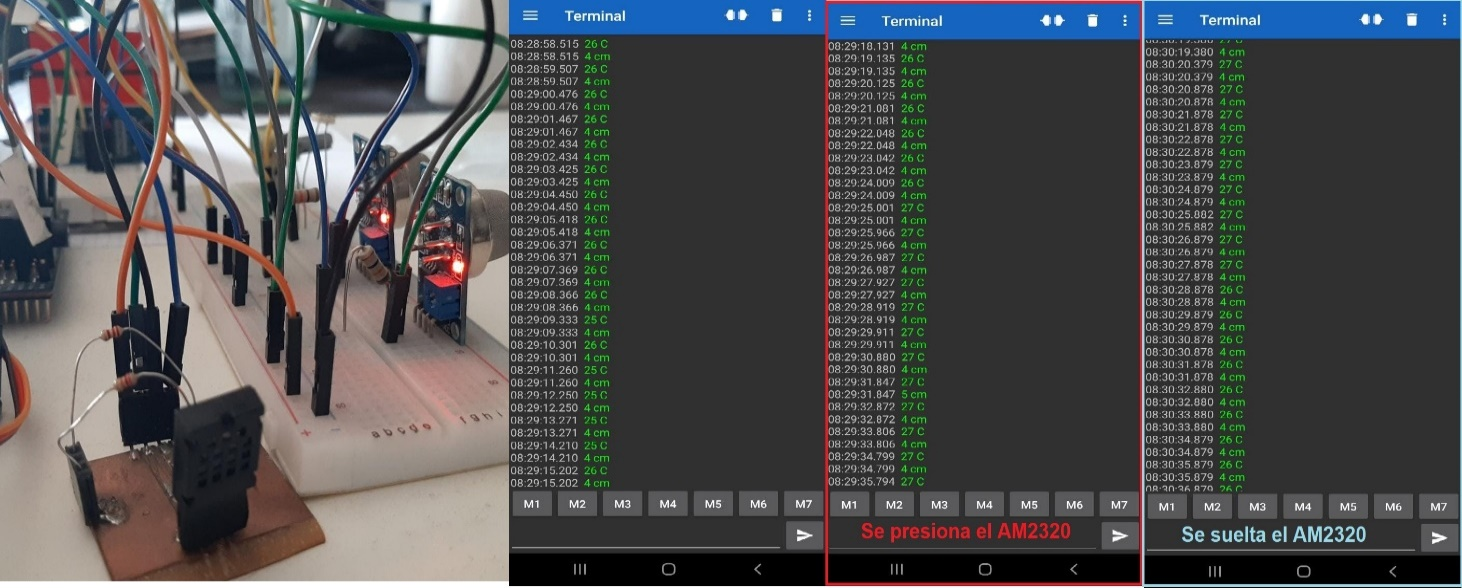 a b c d e
f g h i
Terminal
08:28:58.515 26 C
08:28:58.515 4 cm
08:28:59.507 26 C
08:28:59.507 4 cm
08:29:00.476 26 C
08:29:00.476 4 cm
08:29:01.467 26 C
08:29:01.467 4 cm
08:29:02.434 26 C
08:29:02.434 4 cm
08:29:03.425 26 C
08:29:03.425 4 cm
08:29:04.450 26 C
08:29:04.450 4 cm
08:29:05.418 26 C
08:29:05.418 4 cm
08:29:06.371 26 C
08:29:06.371 4 cm
08:29:07.369 26 C
08:29:07.369 4 cm
08:29:08.366 26 C
08:29:08.366 4 cm
08:29:09.333 25 C
08:29:09.333 4 cm
08:29:10.301 26 C
08:29:10.301 4 cm
08:29:11.260 25 C
08:29:11.260 4 cm
08:29:12.250 25 C
08:29:12.250 4 cm
08:29:13.271 25 C
08:29:13.271 4 cm
08:29:14.210 25 C
08:29:14.210 4 cm
08:29:15.202 26 C
08:29:15.202 4 cm
M1 M2 M3 M4 M5 M6 M7
Terminal
08:29:18.131 4 cm
08:29:19.135 26 C
08:29:19.135 4 cm
08:29:20.125 26 C
08:29:20.125 4 cm
08:29:21.081 26 C
08:29:21.081 4 cm
08:29:22.048 26 C
08:29:22.048 4 cm
08:29:23.042 26 C
08:29:23.042 4 cm
08:29:24.009 26 C
08:29:24.009 4 cm
08:29:25.001 27 C
08:29:25.001 4 cm
08:29:25.966 27 C
08:29:25.966 4 cm
08:29:26.987 27 C
08:29:26.987 4 cm
08:29:27.927 27 C
08:29:27.927 4 cm
08:29:28.919 27 C
08:29:28.919 4 cm
08:29:29.911 27 C
08:29:29.911 4 cm
08:29:30.880 27 C
08:29:30.880 4 cm
08:29:31.847 27 C
08:29:31.847 5 cm
08:29:32.872 27 C
08:29:32.872 4 cm
08:29:33.806 27 C
08:29:33.806 4 cm
08:29:34.799 27 C
08:29:34.799 4 cm
08:29:35.794 27 C
M1 M2 M3 M4 M5 M6 M7
Se presiona el AM2320
Terminal
08:30:19.380 4 cm
08:30:20.379 27 C
08:30:20.379 4 cm
08:30:20.878 27 C
08:30:20.878 4 cm
08:30:21.878 27 C
08:30:21.878 4 cm
08:30:22.878 27 C
08:30:22.878 4 cm
08:30:23.879 27 C
08:30:23.879 4 cm
08:30:24.879 27 C
08:30:24.879 4 cm
08:30:25.882 27 C
08:30:25.882 4 cm
08:30:26.879 27 C
08:30:26.879 4 cm
08:30:27.878 27 C
08:30:27.878 4 cm
08:30:28.878 26 C
08:30:28.878 4 cm
08:30:29.879 26 C
08:30:29.879 4 cm
08:30:30.878 26 C
08:30:30.878 4 cm
08:30:31.878 26 C
08:30:31.878 4 cm
08:30:32.880 26 C
08:30:32.880 4 cm
08:30:33.880 26 C
08:30:33.880 4 cm
08:30:34.879 26 C
08:30:34.879 4 cm
08:30:35.879 26 C
08:30:35.879 4 cm
08:30:36.879 26 C
M1 M2 M3 M4 M5 M6 M7
Se suelta el AM2320